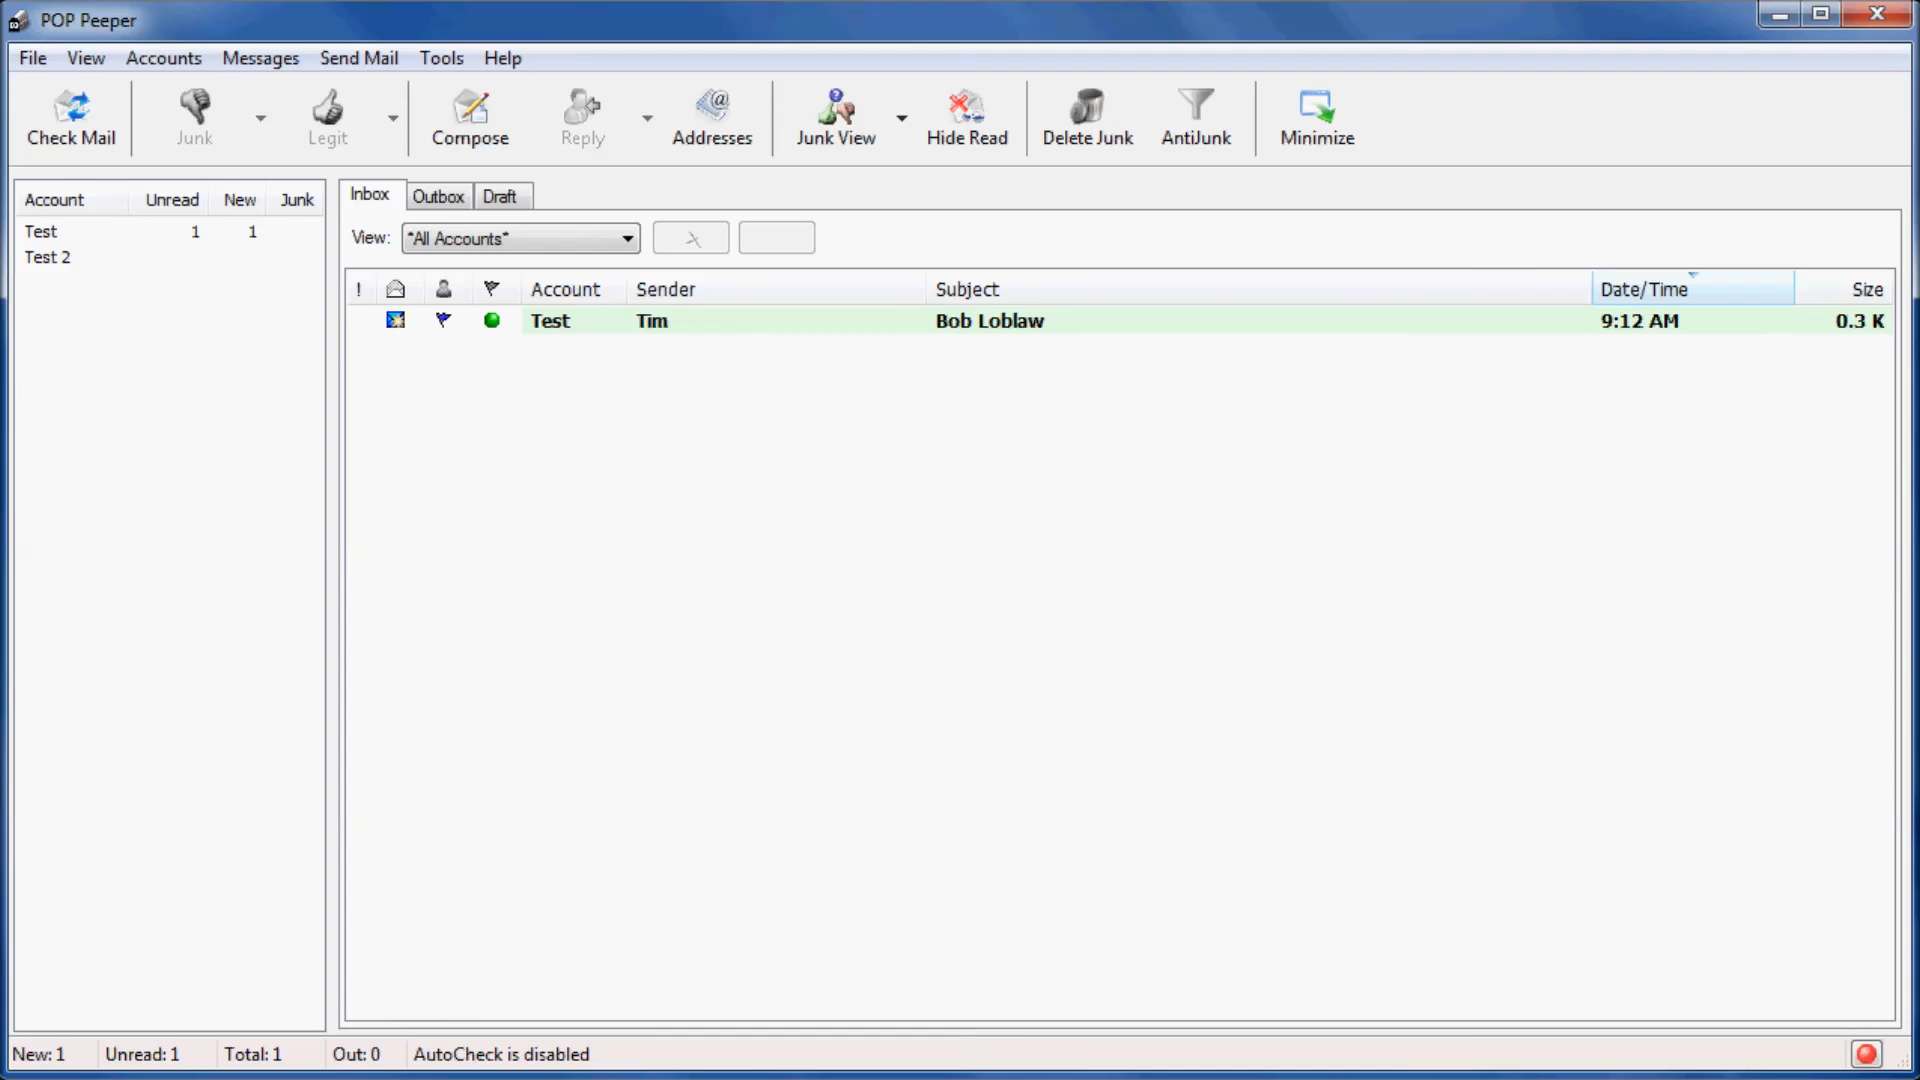 POP Peeper
File View Accounts Messages Send Mail Tools Help
Check Mail Junk Legit Compose Reply Addresses Junk View Hide Read Delete Junk AntiJunk Minimize
Account Unread New Junk
Test 1 1
Test 2
Inbox Outbox Draft
View: *All Accounts*
! Account Sender Subject Date/Time Size
Test Tim Bob Loblaw 9:12 AM 0.3 K
New: 1 Unread: 1 Total: 1 Out: 0 AutoCheck is disabled